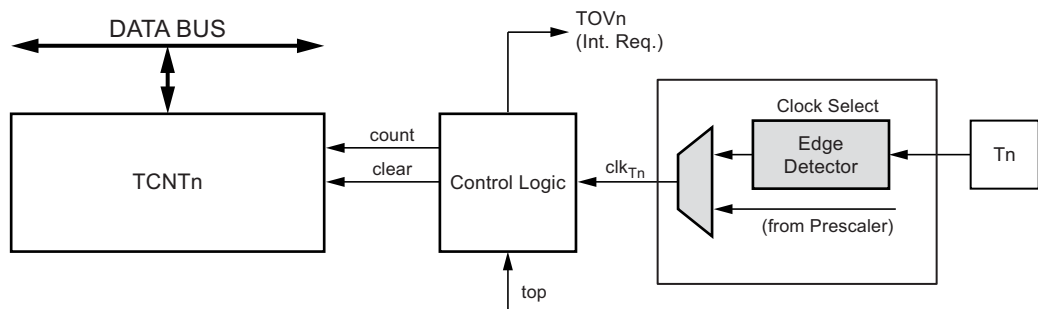 DATA BUS
TOVn
(Int. Req.)
Clock Select
count
Edge
Detector
Tn
TCNTn
clear
Control Logic
clkTn
(from Prescaler)
top